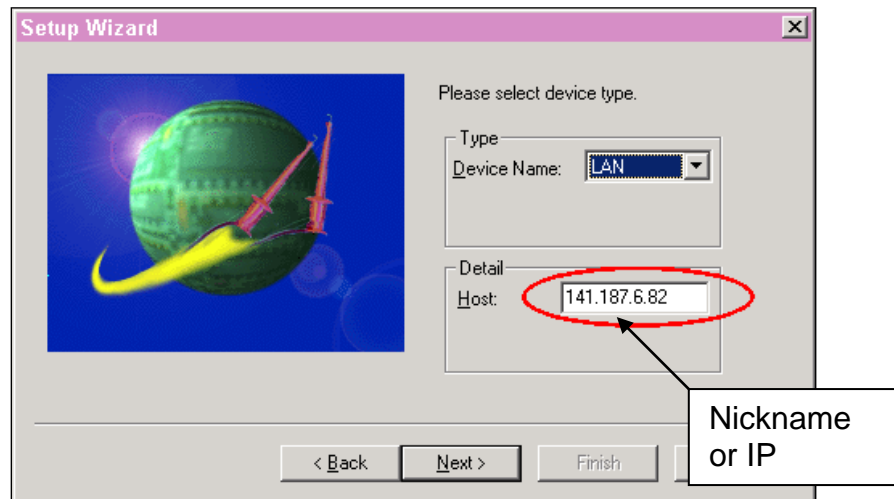 Setup Wizard
Please select device type.
Type
Device Name: LAN
Detail
Host: 141.187.6.82
Nickname
or IP
< Back Next > Finish